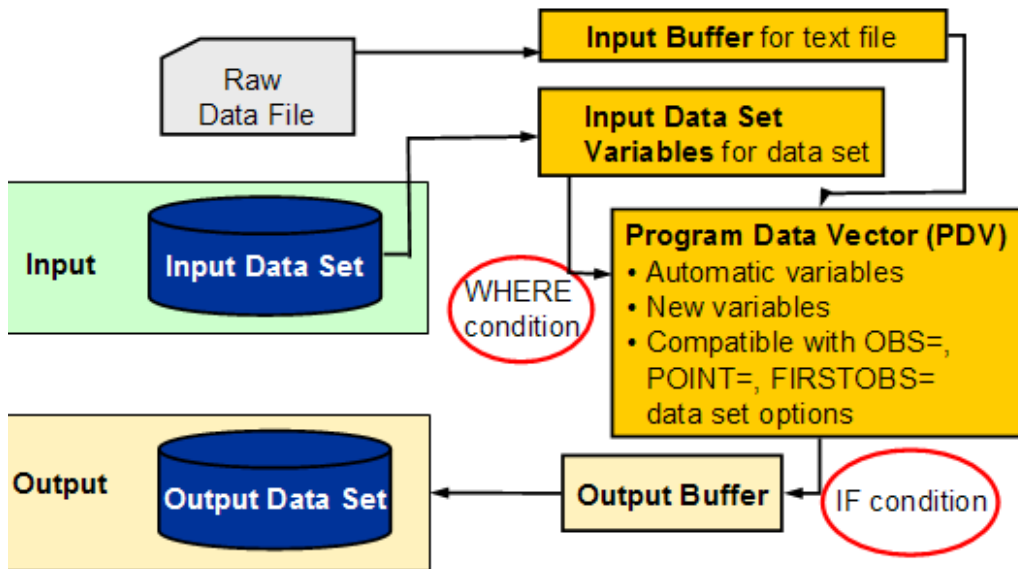 Raw
Data File
Input Buffer for text file
Input Data Set
Variables for data set
Input
Input Data Set
WHERE
condition
Program Data Vector (PDV)
• Automatic variables
• New variables
• Compatible with OBS=,
POINT=, FIRSTOBS=
data set options
Output
Output Data Set
Output Buffer
IF condition